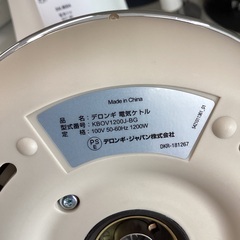 Made in China
デロンギ 電気ケトル
型式番号: KBOV1200J-BG
定 格: 100V 50-60Hz 1200W
PS
E
デロンギ・ジャパン株式会社
DKR-181267